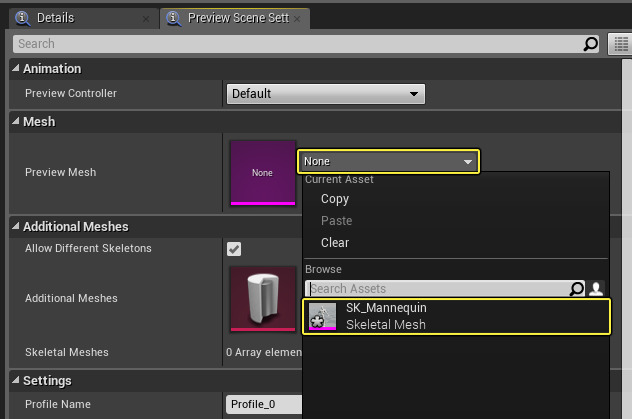 Details
Preview Scene Sett
Search
Animation
Preview Controller
Default
Mesh
Preview Mesh
None
None
Current Asset
Copy
Paste
Clear
Browse
Search Assets
SK_Mannequin
Skeletal Mesh
Additional Meshes
Allow Different Skeletons
Additional Meshes
Skeletal Meshes
0 Array elemen
Settings
Profile Name
Profile_0